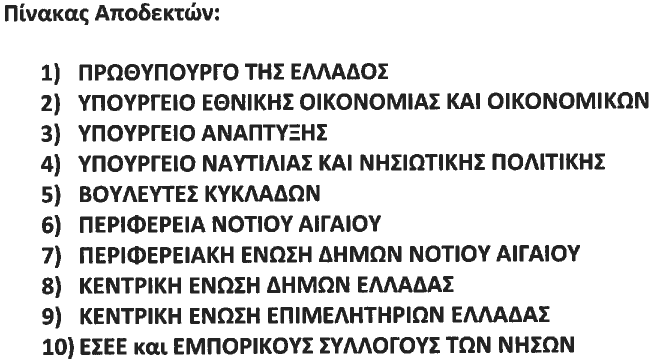 Πίνακας Αποδεκτών:
1) ΠΡΩΘΥΠΟΥΡΓΟ ΤΗΣ ΕΛΛΑΔΟΣ
2) ΥΠΟΥΡΓΕΙΟ ΕΘΝΙΚΗΣ ΟΙΚΟΝΟΜΙΑΣ ΚΑΙ ΟΙΚΟΝΟΜΙΚΩΝ
3) ΥΠΟΥΡΓΕΙΟ ΑΝΑΠΤΥΞΗΣ
4) ΥΠΟΥΡΓΕΙΟ ΝΑΥΤΙΛΙΑΣ ΚΑΙ ΝΗΣΙΩΤΙΚΗΣ ΠΟΛΙΤΙΚΗΣ
5) ΒΟΥΛΕΥΤΕΣ ΚΥΚΛΑΔΩΝ
6) ΠΕΡΙΦΕΡΕΙΑ ΝΟΤΙΟΥ ΑΙΓΑΙΟΥ
7) ΠΕΡΙΦΕΡΕΙΑΚΗ ΕΝΩΣΗ ΔΗΜΩΝ ΝΟΤΙΟΥ ΑΙΓΑΙΟΥ
8) ΚΕΝΤΡΙΚΗ ΕΝΩΣΗ ΔΗΜΩΝ ΕΛΛΑΔΑΣ
9) ΚΕΝΤΡΙΚΗ ΕΝΩΣΗ ΕΠΙΜΕΛΗΤΗΡΙΩΝ ΕΛΛΑΔΑΣ
10) ΕΣΕΕ και ΕΜΠΟΡΙΚΟΥΣ ΣΥΛΛΟΓΟΥΣ ΤΩΝ ΝΗΣΩΝ